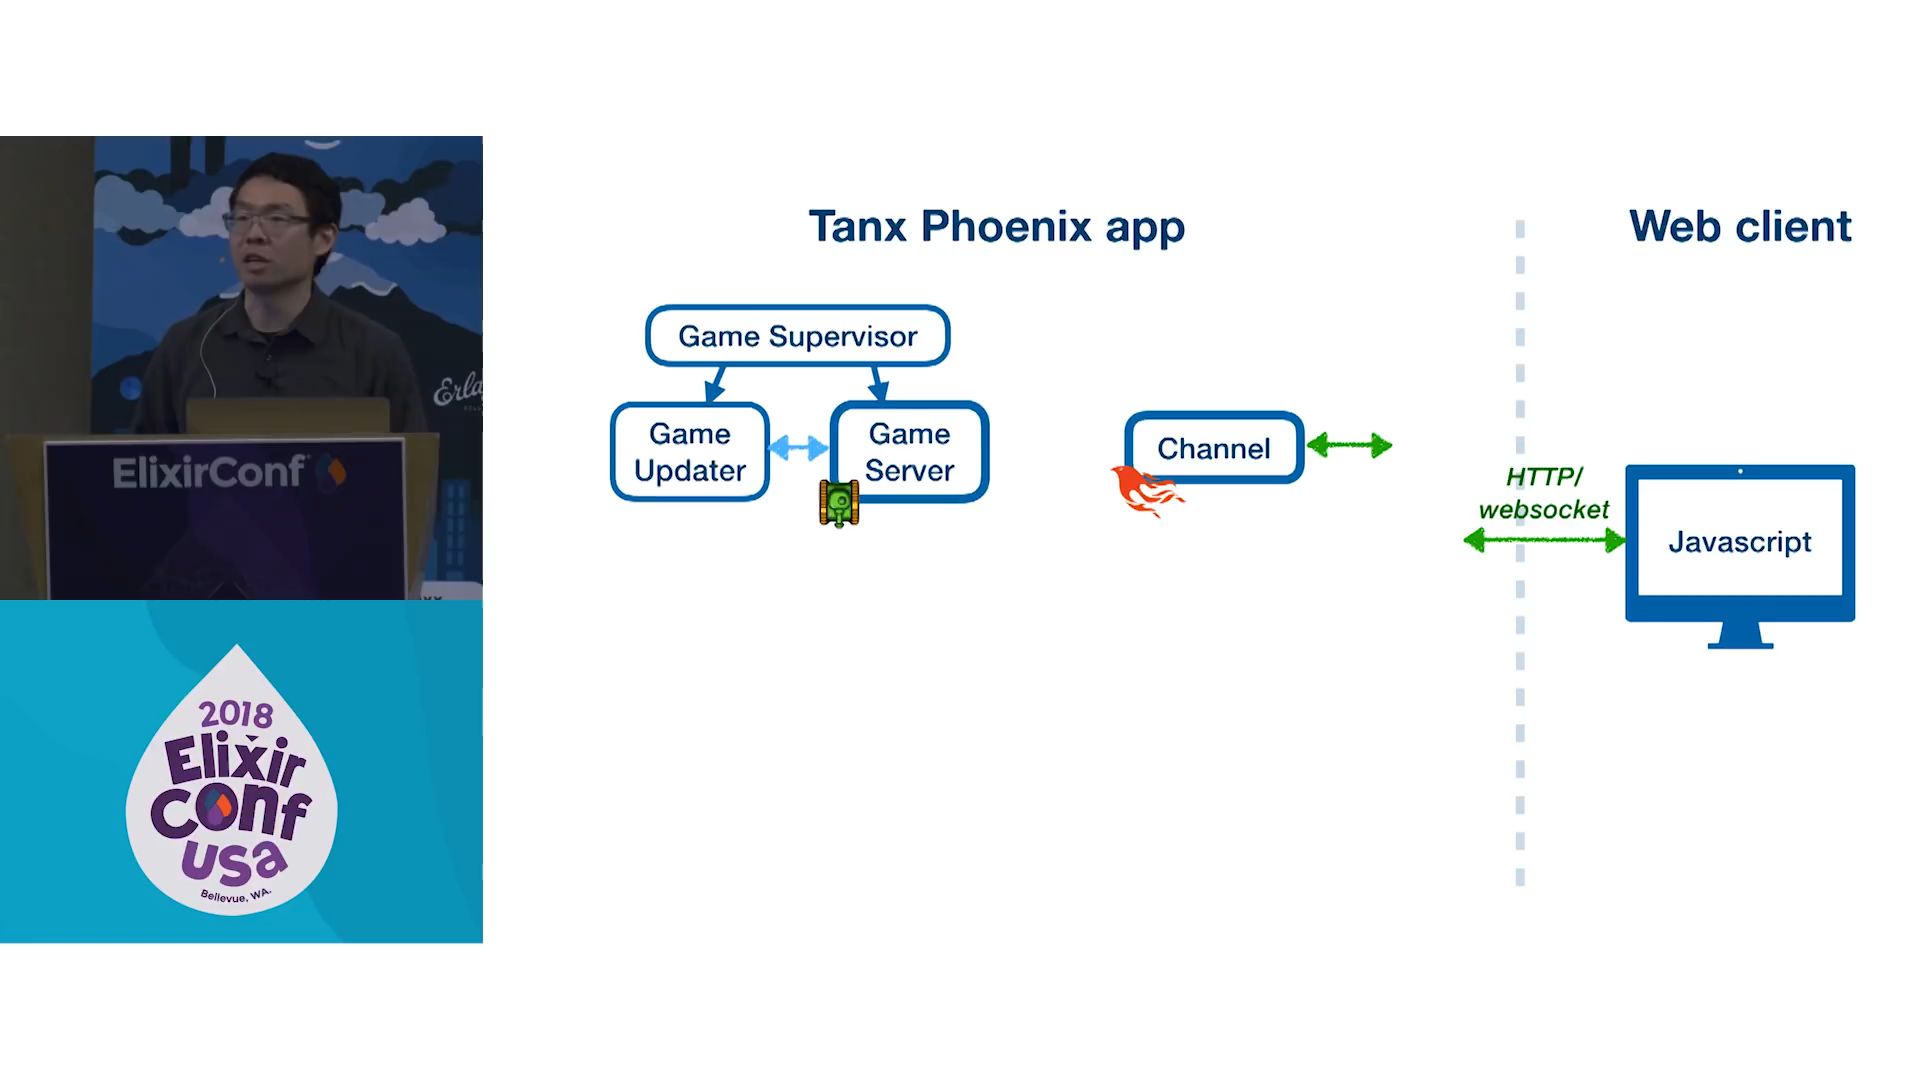 Tanx Phoenix app
Web client
Game Supervisor
Game
Updater
Game
Server
Channel
HTTP/
websocket
Javascript
ElixirConf
2018
Elixir
Conf
USA
Bellevue, WA.